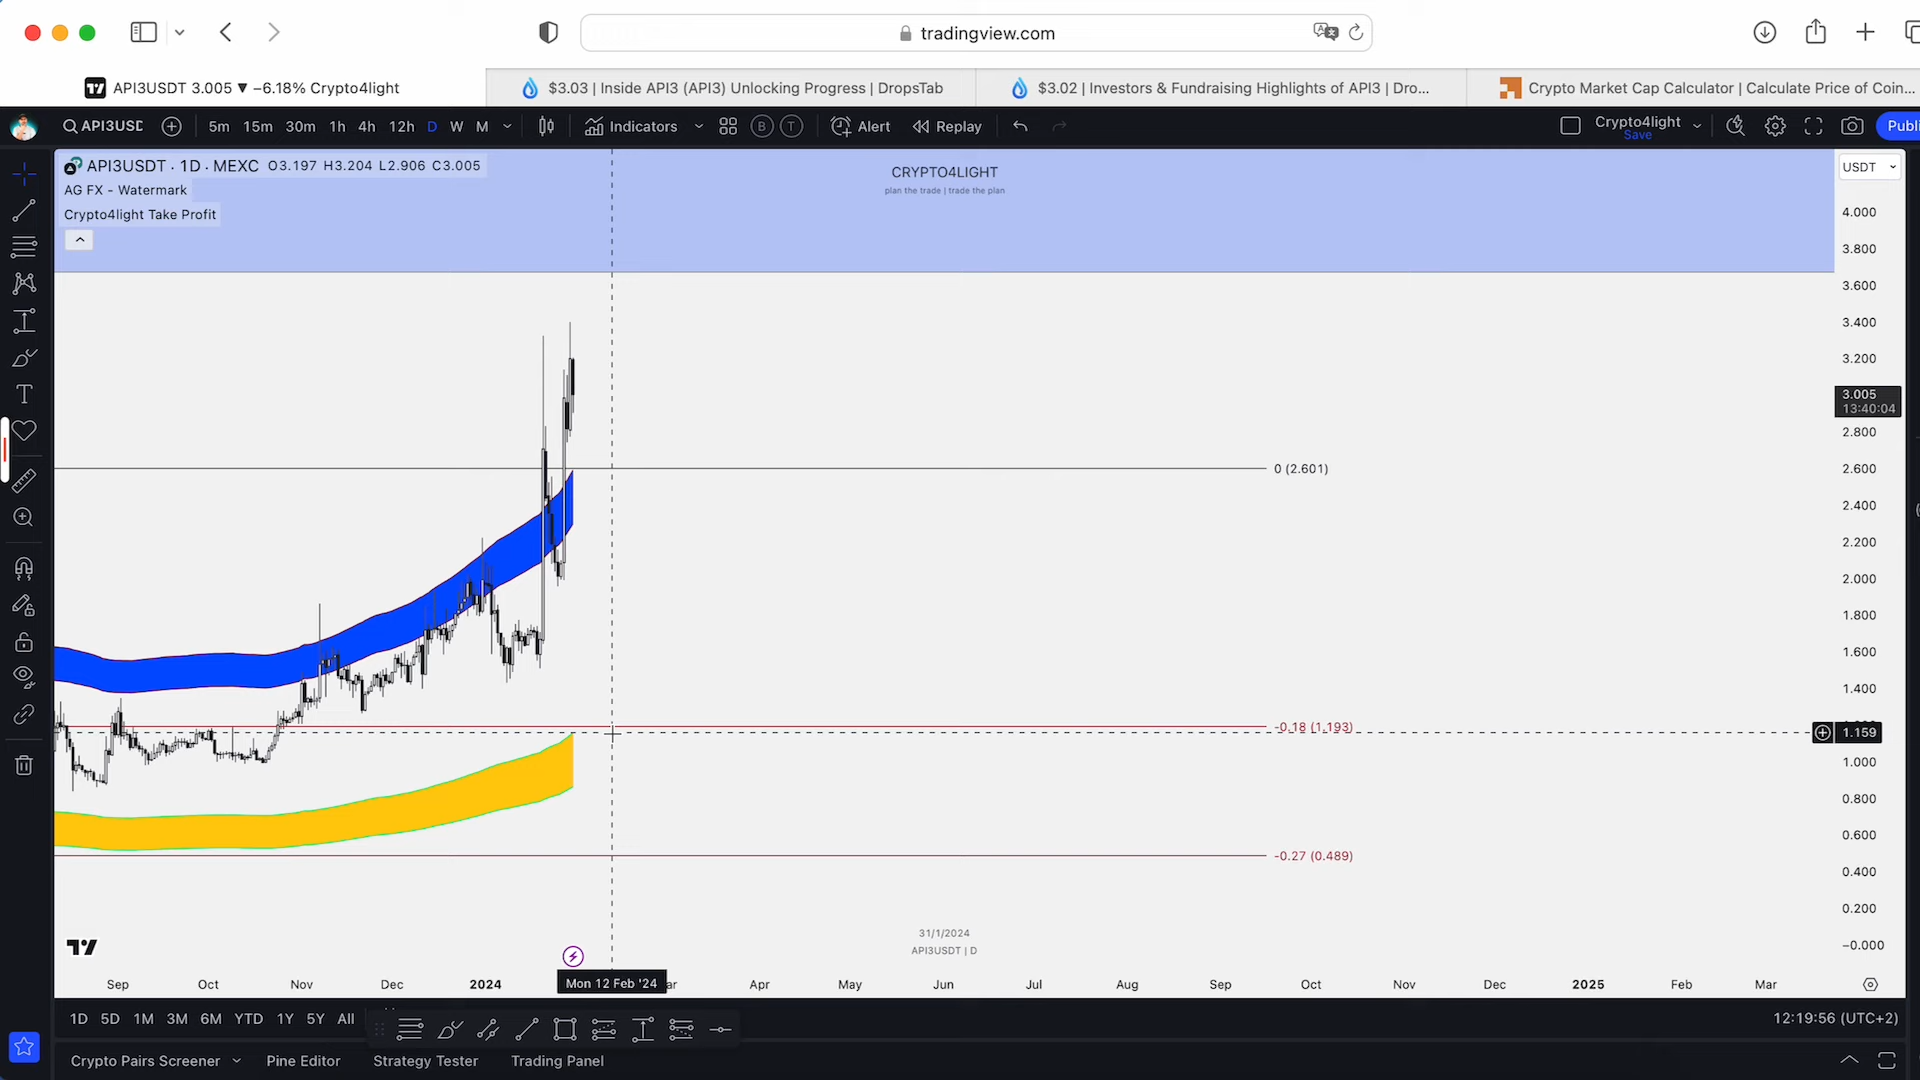 tradingview.com
API3USDT 3.005 ▼ −6.18% Crypto4light
$3.03 | Inside API3 (API3) Unlocking Progress | DropsTab
$3.02 | Investors & Fundraising Highlights of API3 | Dro...
Crypto Market Cap Calculator | Calculate Price of Coin...
API3USD 5m 15m 30m 1h 4h 12h D W M Indicators B T Alert Replay Crypto4light Save Publi
API3USDT · 1D · MEXC O3.197 H3.204 L2.906 C3.005
AG FX - Watermark
Crypto4light Take Profit
CRYPTO4LIGHT
plan the trade | trade the plan
USDT
4.000
3.800
3.600
3.400
3.200
3.005
13:40:04
2.800
2.600
2.400
2.200
2.000
1.800
1.600
1.400
1.159
1.000
0.800
0.600
0.400
0.200
−0.000
0 (2.601)
-0.18 (1.193)
-0.27 (0.489)
31/1/2024
API3USDT | D
Sep Oct Nov Dec 2024 Mon 12 Feb '24 ar Apr May Jun Jul Aug Sep Oct Nov Dec 2025 Feb Mar
1D 5D 1M 3M 6M YTD 1Y 5Y All 12:19:56 (UTC+2)
Crypto Pairs Screener Pine Editor Strategy Tester Trading Panel